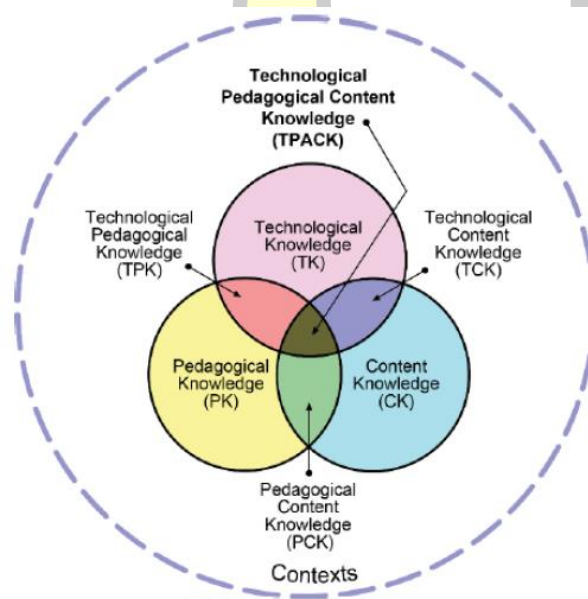 Technological
Pedagogical Content
Knowledge
(TPACK)
Technological
Pedagogical
Knowledge
(TPK)
Technological
Knowledge
(TK)
Technological
Content
Knowledge
(TCK)
Pedagogical
Knowledge
(PK)
Content
Knowledge
(CK)
Pedagogical
Content
Knowledge
(PCK)
Contexts